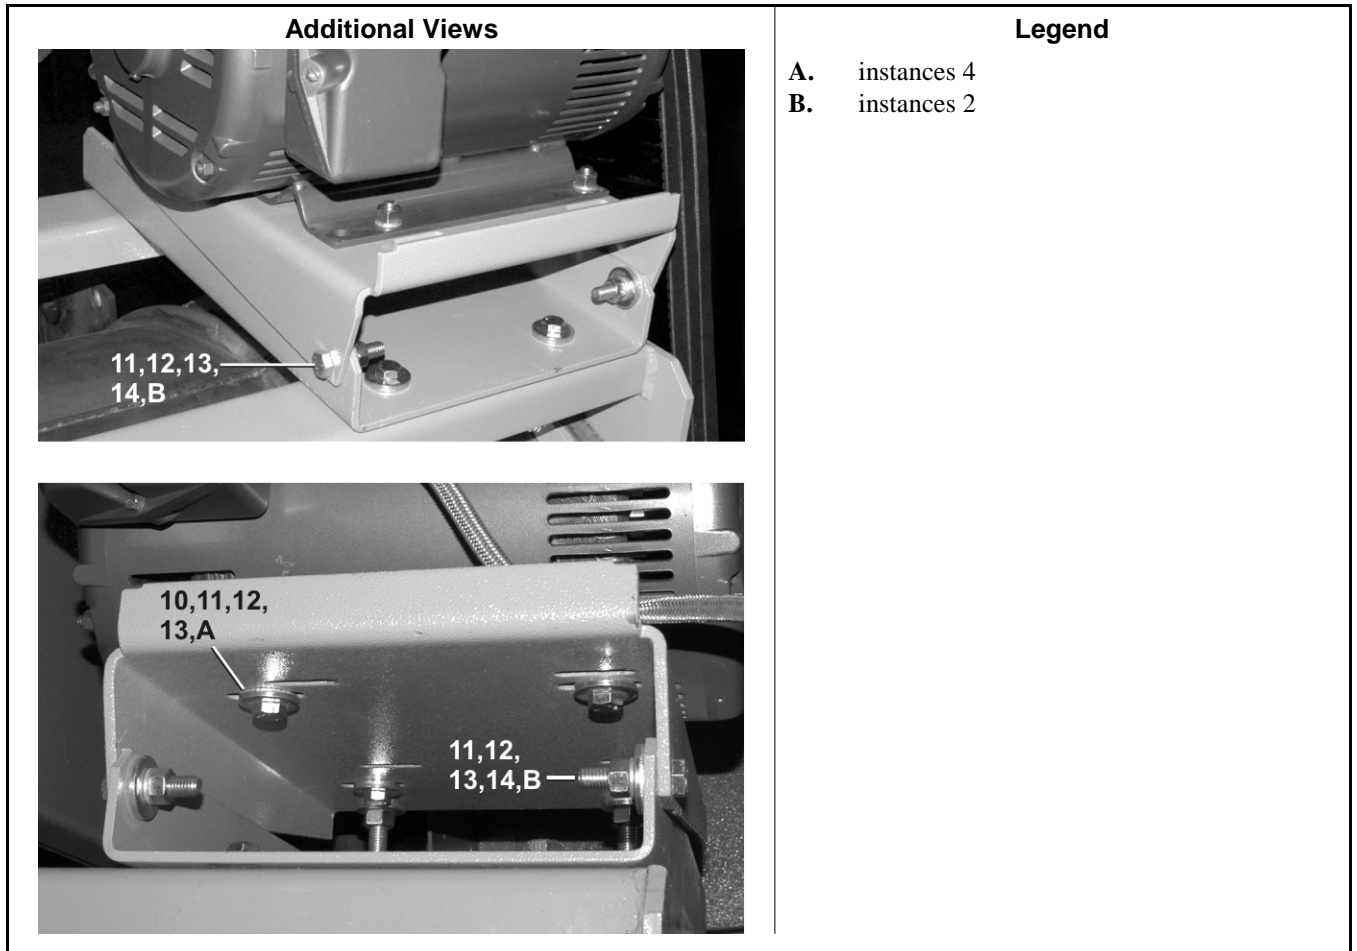 Additional Views
Legend
A. instances 4
B. instances 2
11,12,13,
14,B
10,11,12,
13,A
11,12,
13,14,B